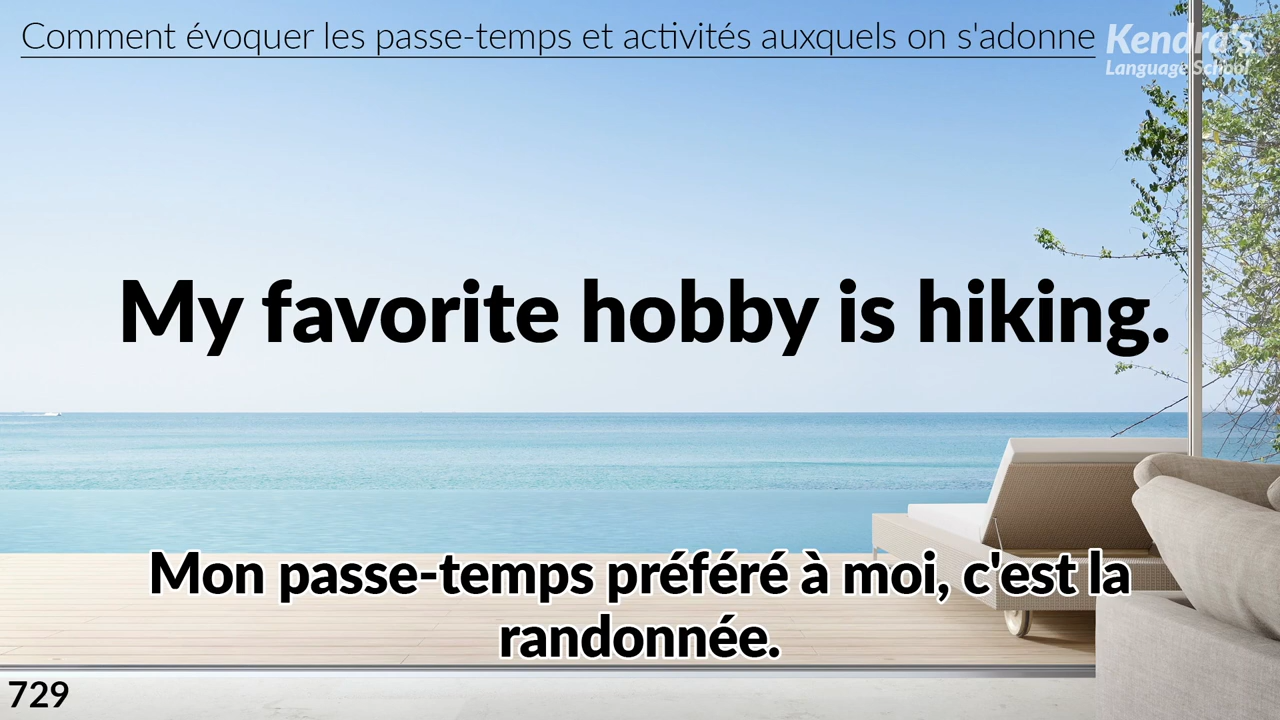 Comment évoquer les passe-temps et activités auxquels on s'adonne
Kendra's
Language School
My favorite hobby is hiking.
Mon passe-temps préféré à moi, c'est la
randonnée.
729